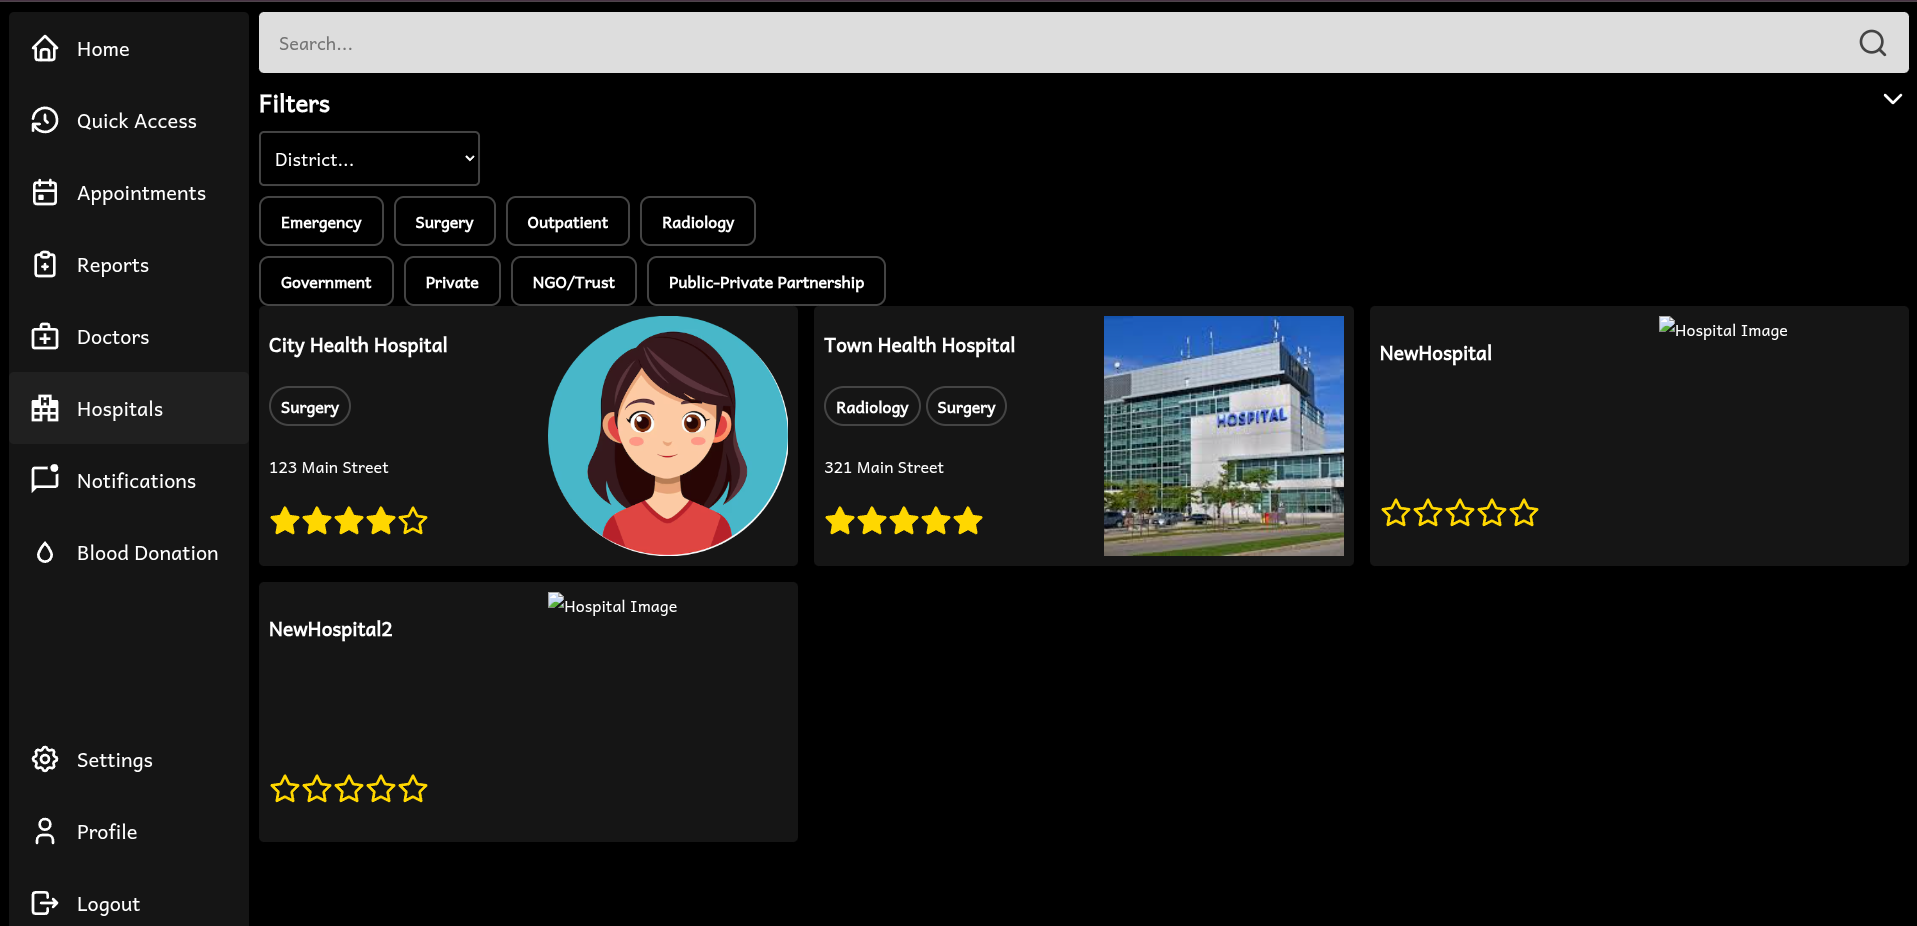 Home
Quick Access
Appointments
Reports
Doctors
Hospitals
Notifications
Blood Donation
Settings
Profile
Logout
Search...
Filters
District...
Emergency Surgery Outpatient Radiology
Government Private NGO/Trust Public-Private Partnership
City Health Hospital
Surgery
123 Main Street
Town Health Hospital
Radiology Surgery
321 Main Street
HOSPITAL
NewHospital
Hospital Image
NewHospital2
Hospital Image